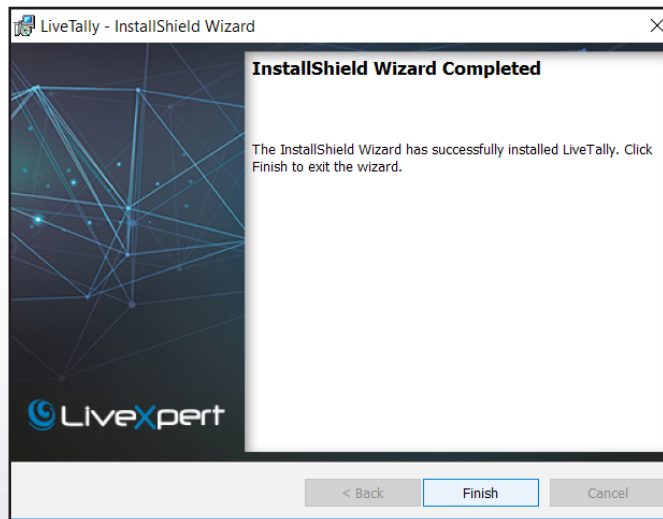 LiveTally - InstallShield Wizard
InstallShield Wizard Completed
The InstallShield Wizard has successfully installed LiveTally. Click
Finish to exit the wizard.
LiveXpert
< Back
Finish
Cancel